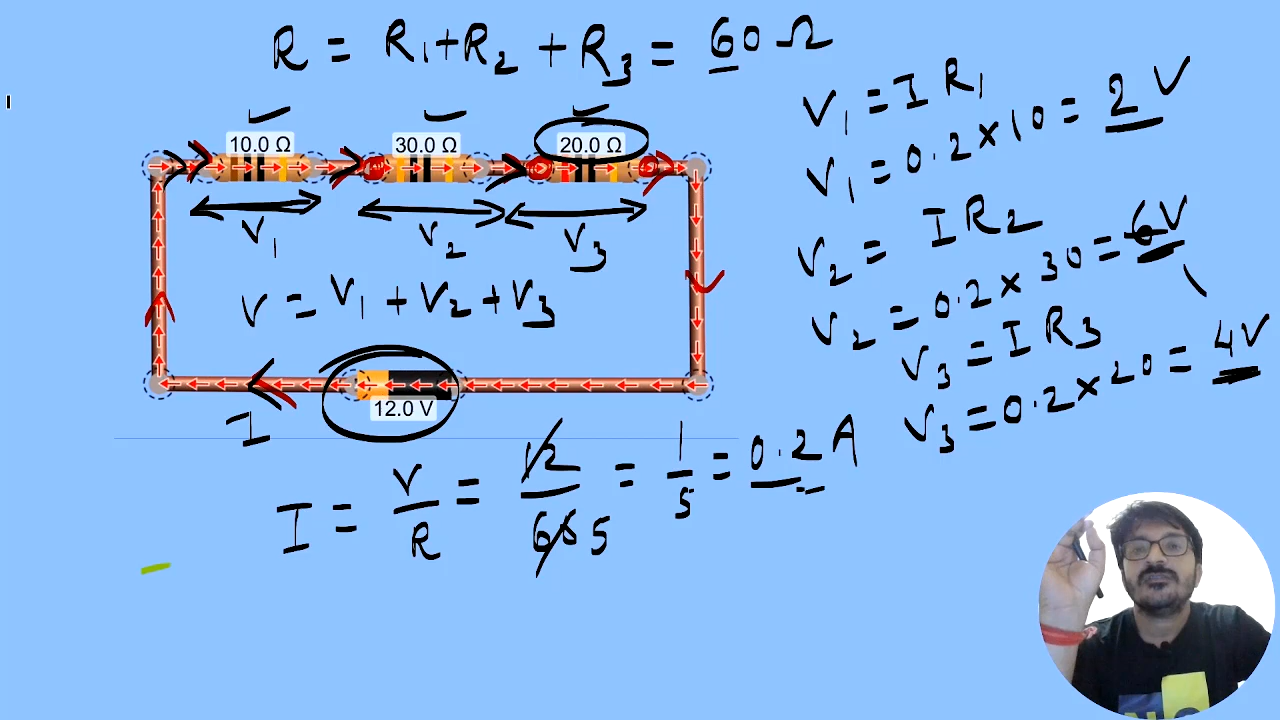 R = R₁+R₂ + R₃ = 60 Ω
10.0 Ω 30.0 Ω 20.0 Ω
V₁ V₂ V₃
V = V₁ + V₂ + V₃
12.0 V
I
I = V/R = 12/60 5 = 1/5 = 0.2 A
V₁ = I R₁
V₁ = 0.2 × 10 = 2 V
V₂ = I R₂
V₂ = 0.2 × 30 = 6V
V₃ = I R₃
V₃ = 0.2 × 20 = 4V